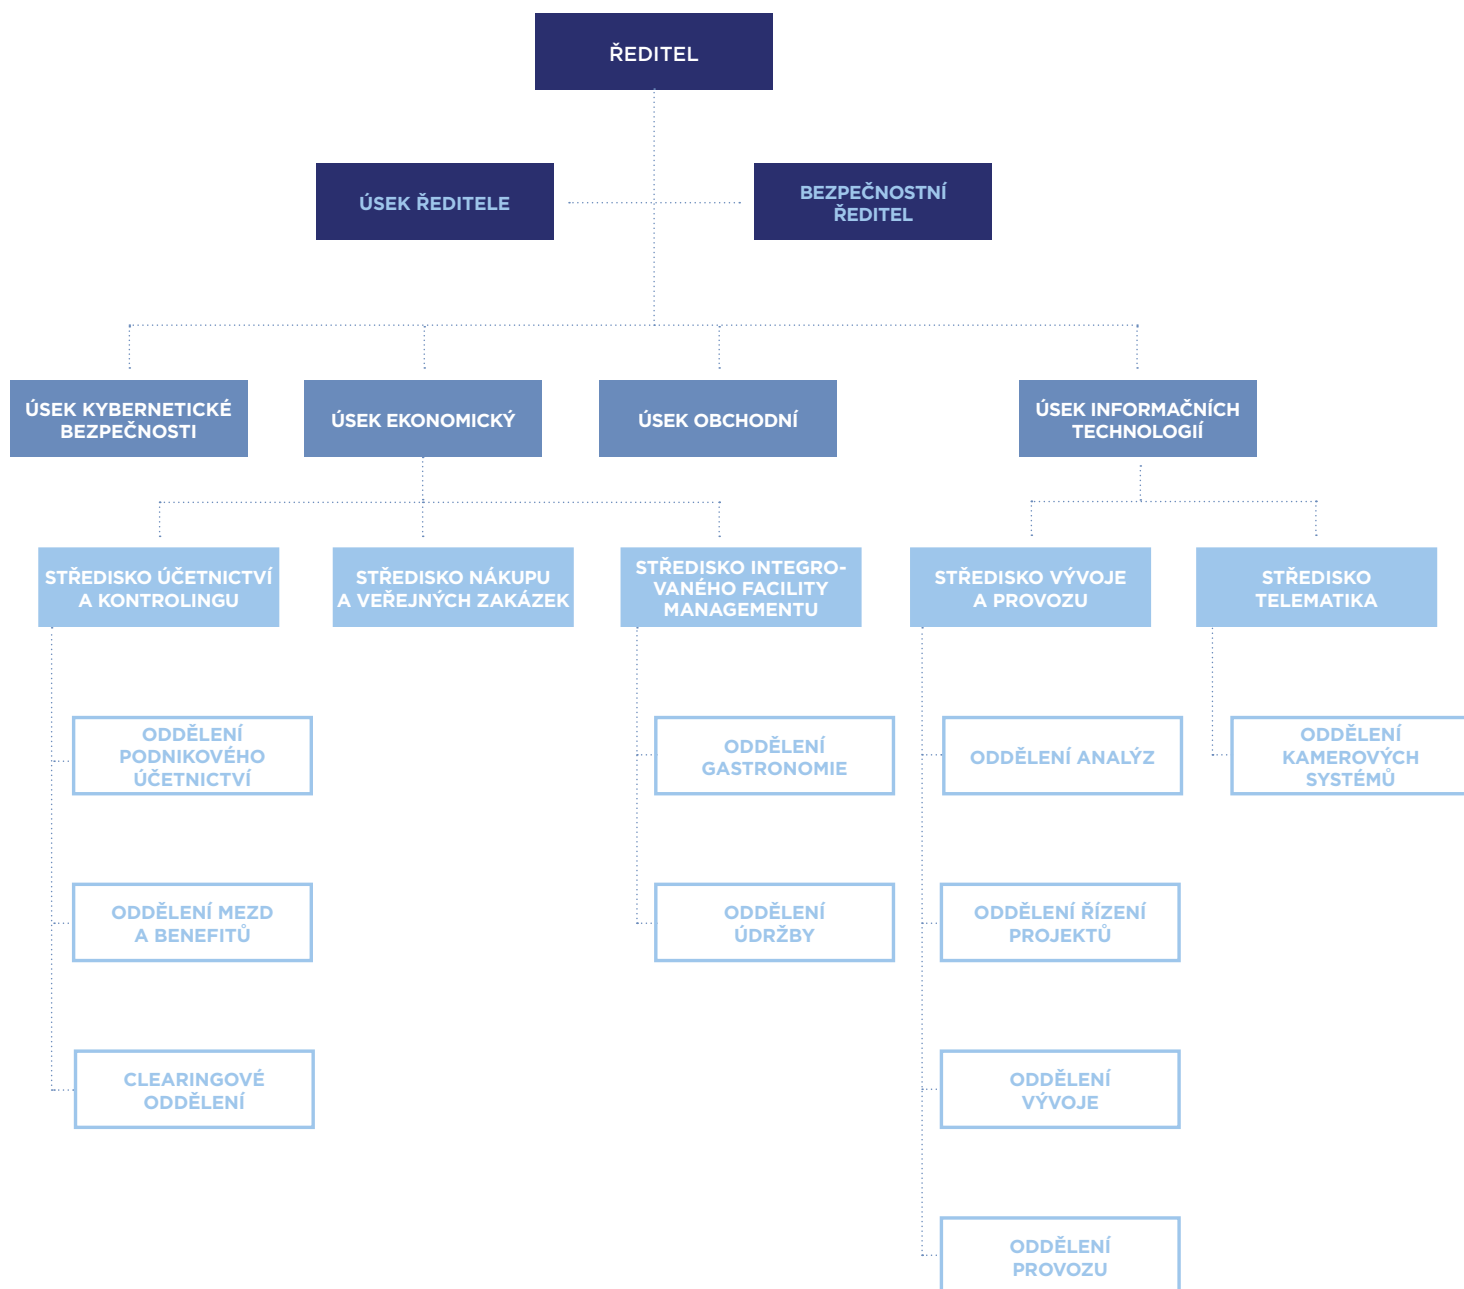 ŘEDITEL
ÚSEK ŘEDITELE
BEZPEČNOSTNÍ
ŘEDITEL
ÚSEK KYBERNETICKÉ
BEZPEČNOSTI
ÚSEK EKONOMICKÝ
ÚSEK OBCHODNÍ
ÚSEK INFORMAČNÍCH
TECHNOLOGIÍ
STŘEDISKO ÚČETNICTVÍ
A KONTROLINGU
STŘEDISKO NÁKUPU
A VEŘEJNÝCH ZAKÁZEK
STŘEDISKO INTEGRO-
VANÉHO FACILITY
MANAGEMENTU
STŘEDISKO VÝVOJE
A PROVOZU
STŘEDISKO
TELEMATIKA
ODDĚLENÍ
PODNIKOVÉHO
ÚČETNICTVÍ
ODDĚLENÍ
GASTRONOMIE
ODDĚLENÍ ANALÝZ
ODDĚLENÍ
KAMEROVÝCH
SYSTÉMŮ
ODDĚLENÍ MEZD
A BENEFITŮ
ODDĚLENÍ
ÚDRŽBY
ODDĚLENÍ ŘÍZENÍ
PROJEKTŮ
CLEARINGOVÉ
ODDĚLENÍ
ODDĚLENÍ
VÝVOJE
ODDĚLENÍ
PROVOZU